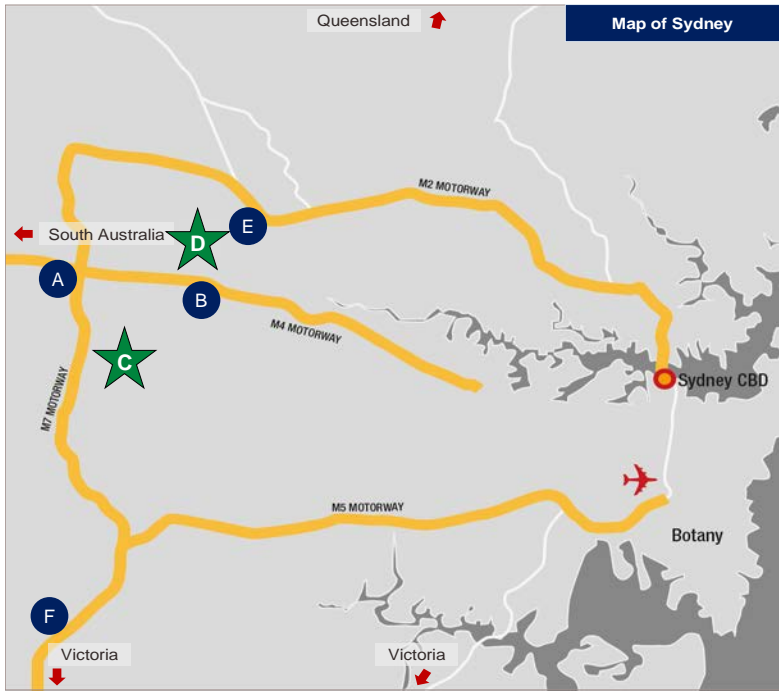 Queensland
Map of Sydney
M2 MOTORWAY
E
South Australia
D
A
B
M4 MOTORWAY
C
M7 MOTORWAY
Sydney CBD
M5 MOTORWAY
Botany
F
Victoria
Victoria